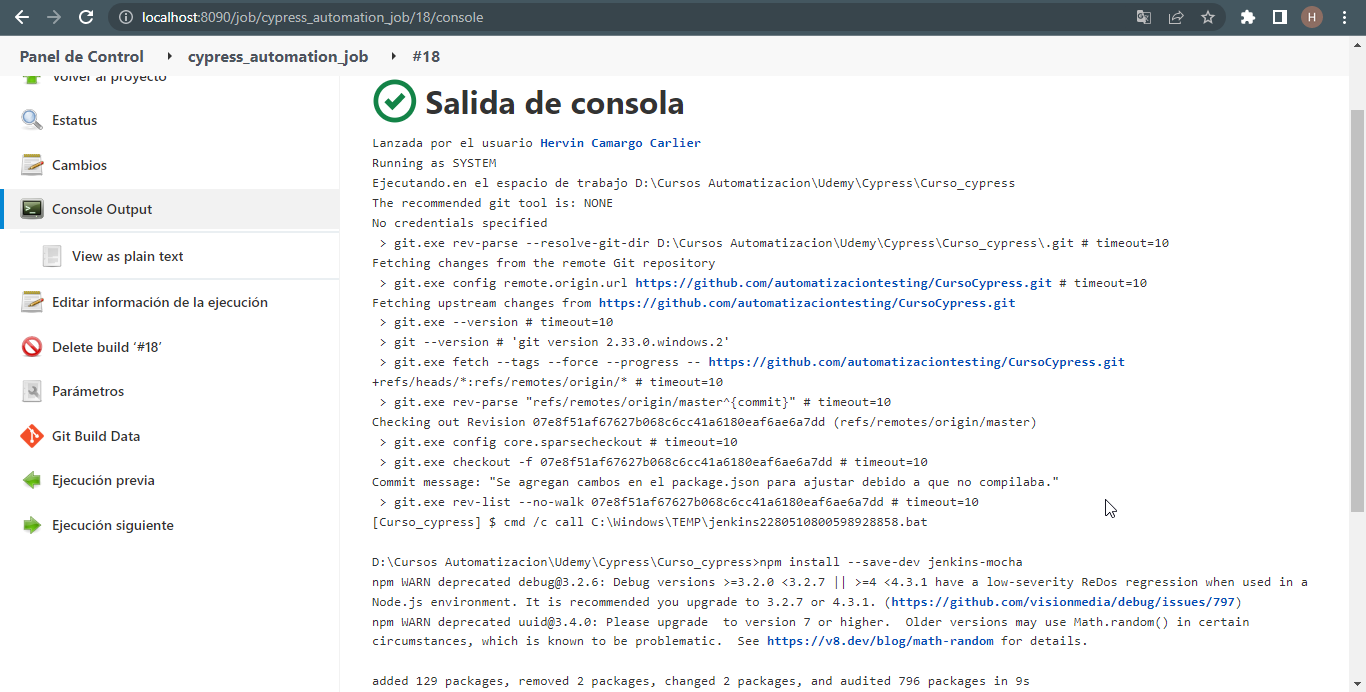 localhost:8090/job/cypress_automation_job/18/console
H
Panel de Control
cypress_automation_job
#18
Volver al proyecto
Estatus
Cambios
Console Output
View as plain text
Editar información de la ejecución
Delete build ‘#18’
Parámetros
Git Build Data
Ejecución previa
Ejecución siguiente
Salida de consola
Lanzada por el usuario Hervin Camargo Carlier
Running as SYSTEM
Ejecutando.en el espacio de trabajo D:\Cursos Automatizacion\Udemy\Cypress\Curso_cypress
The recommended git tool is: NONE
No credentials specified
> git.exe rev-parse --resolve-git-dir D:\Cursos Automatizacion\Udemy\Cypress\Curso_cypress\.git # timeout=10
Fetching changes from the remote Git repository
> git.exe config remote.origin.url https://github.com/automatizaciontesting/CursoCypress.git # timeout=10
Fetching upstream changes from https://github.com/automatizaciontesting/CursoCypress.git
> git.exe --version # timeout=10
> git --version # 'git version 2.33.0.windows.2'
> git.exe fetch --tags --force --progress -- https://github.com/automatizaciontesting/CursoCypress.git
+refs/heads/*:refs/remotes/origin/* # timeout=10
> git.exe rev-parse "refs/remotes/origin/master^{commit}" # timeout=10
Checking out Revision 07e8f51af67627b068c6cc41a6180eaf6ae6a7dd (refs/remotes/origin/master)
> git.exe config core.sparsecheckout # timeout=10
> git.exe checkout -f 07e8f51af67627b068c6cc41a6180eaf6ae6a7dd # timeout=10
Commit message: "Se agregan cambos en el package.json para ajustar debido a que no compilaba."
> git.exe rev-list --no-walk 07e8f51af67627b068c6cc41a6180eaf6ae6a7dd # timeout=10
[Curso_cypress] $ cmd /c call C:\Windows\TEMP\jenkins2280510800598928858.bat
D:\Cursos Automatizacion\Udemy\Cypress\Curso_cypress>npm install --save-dev jenkins-mocha
npm WARN deprecated debug@3.2.6: Debug versions >=3.2.0 <3.2.7 || >=4 <4.3.1 have a low-severity ReDos regression when used in a
Node.js environment. It is recommended you upgrade to 3.2.7 or 4.3.1. (https://github.com/visionmedia/debug/issues/797)
npm WARN deprecated uuid@3.4.0: Please upgrade  to version 7 or higher.  Older versions may use Math.random() in certain
circumstances, which is known to be problematic.  See https://v8.dev/blog/math-random for details.
added 129 packages, removed 2 packages, changed 2 packages, and audited 796 packages in 9s